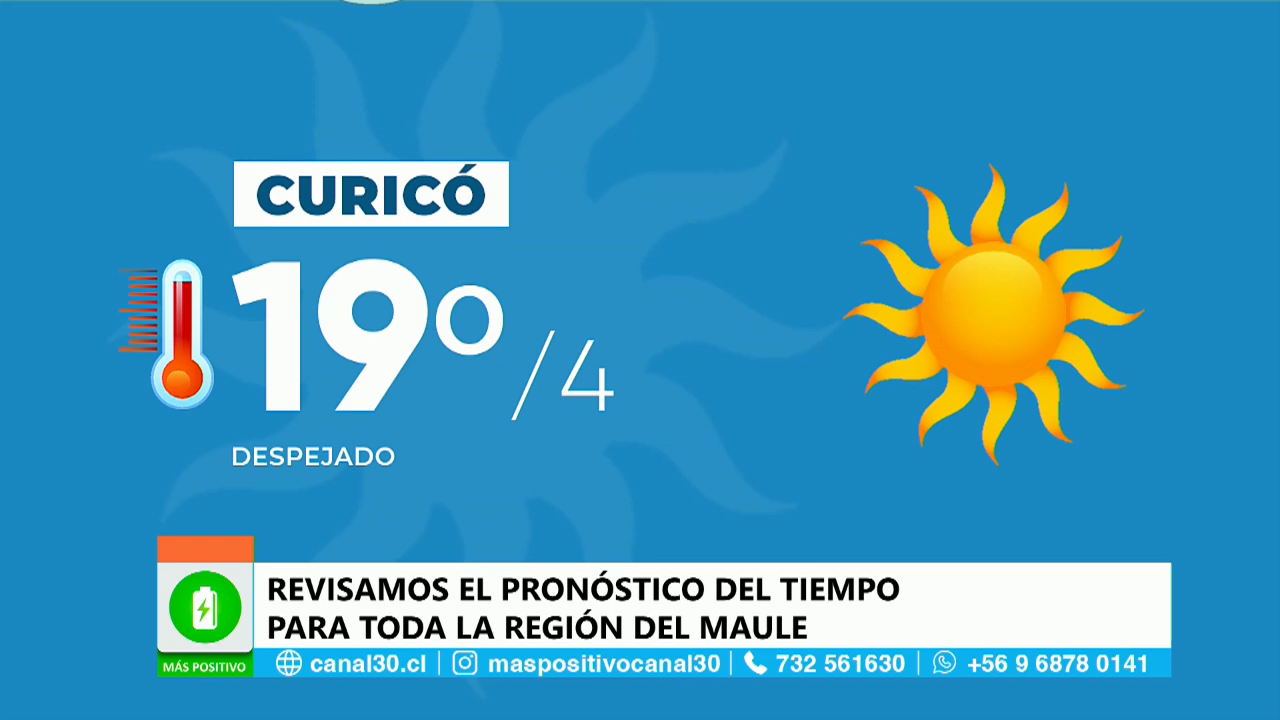 CURICÓ
19º/4
DESPEJADO
REVISAMOS EL PRONÓSTICO DEL TIEMPO
PARA TODA LA REGIÓN DEL MAULE
MÁS POSITIVO
canal30.cl | maspositivocanal30 | 732 561630 | +56 9 6878 0141